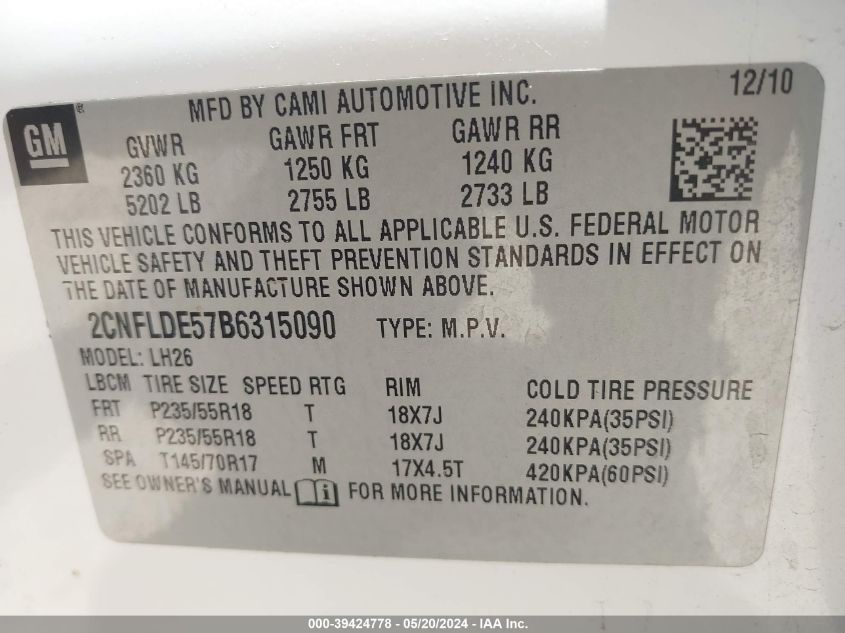 12/10
GM ®
MFD BY CAMI AUTOMOTIVE INC.
GVWR GAWR FRT GAWR RR
2360 KG 1250 KG 1240 KG
5202 LB 2755 LB 2733 LB
THIS VEHICLE CONFORMS TO ALL APPLICABLE U.S. FEDERAL MOTOR
VEHICLE SAFETY AND THEFT PREVENTION STANDARDS IN EFFECT ON
THE DATE OF MANUFACTURE SHOWN ABOVE.
2CNFLDE57B6315090 TYPE: M.P.V.
MODEL: LH26
LBCM TIRE SIZE SPEED RTG RIM COLD TIRE PRESSURE
FRT P235/55R18 T 18X7J 240KPA(35PSI)
RR P235/55R18 T 18X7J 240KPA(35PSI)
SPA T145/70R17 M 17X4.5T 420KPA(60PSI)
SEE OWNER'S MANUAL i FOR MORE INFORMATION.
000-39424778 - 05/20/2024 - IAA Inc.